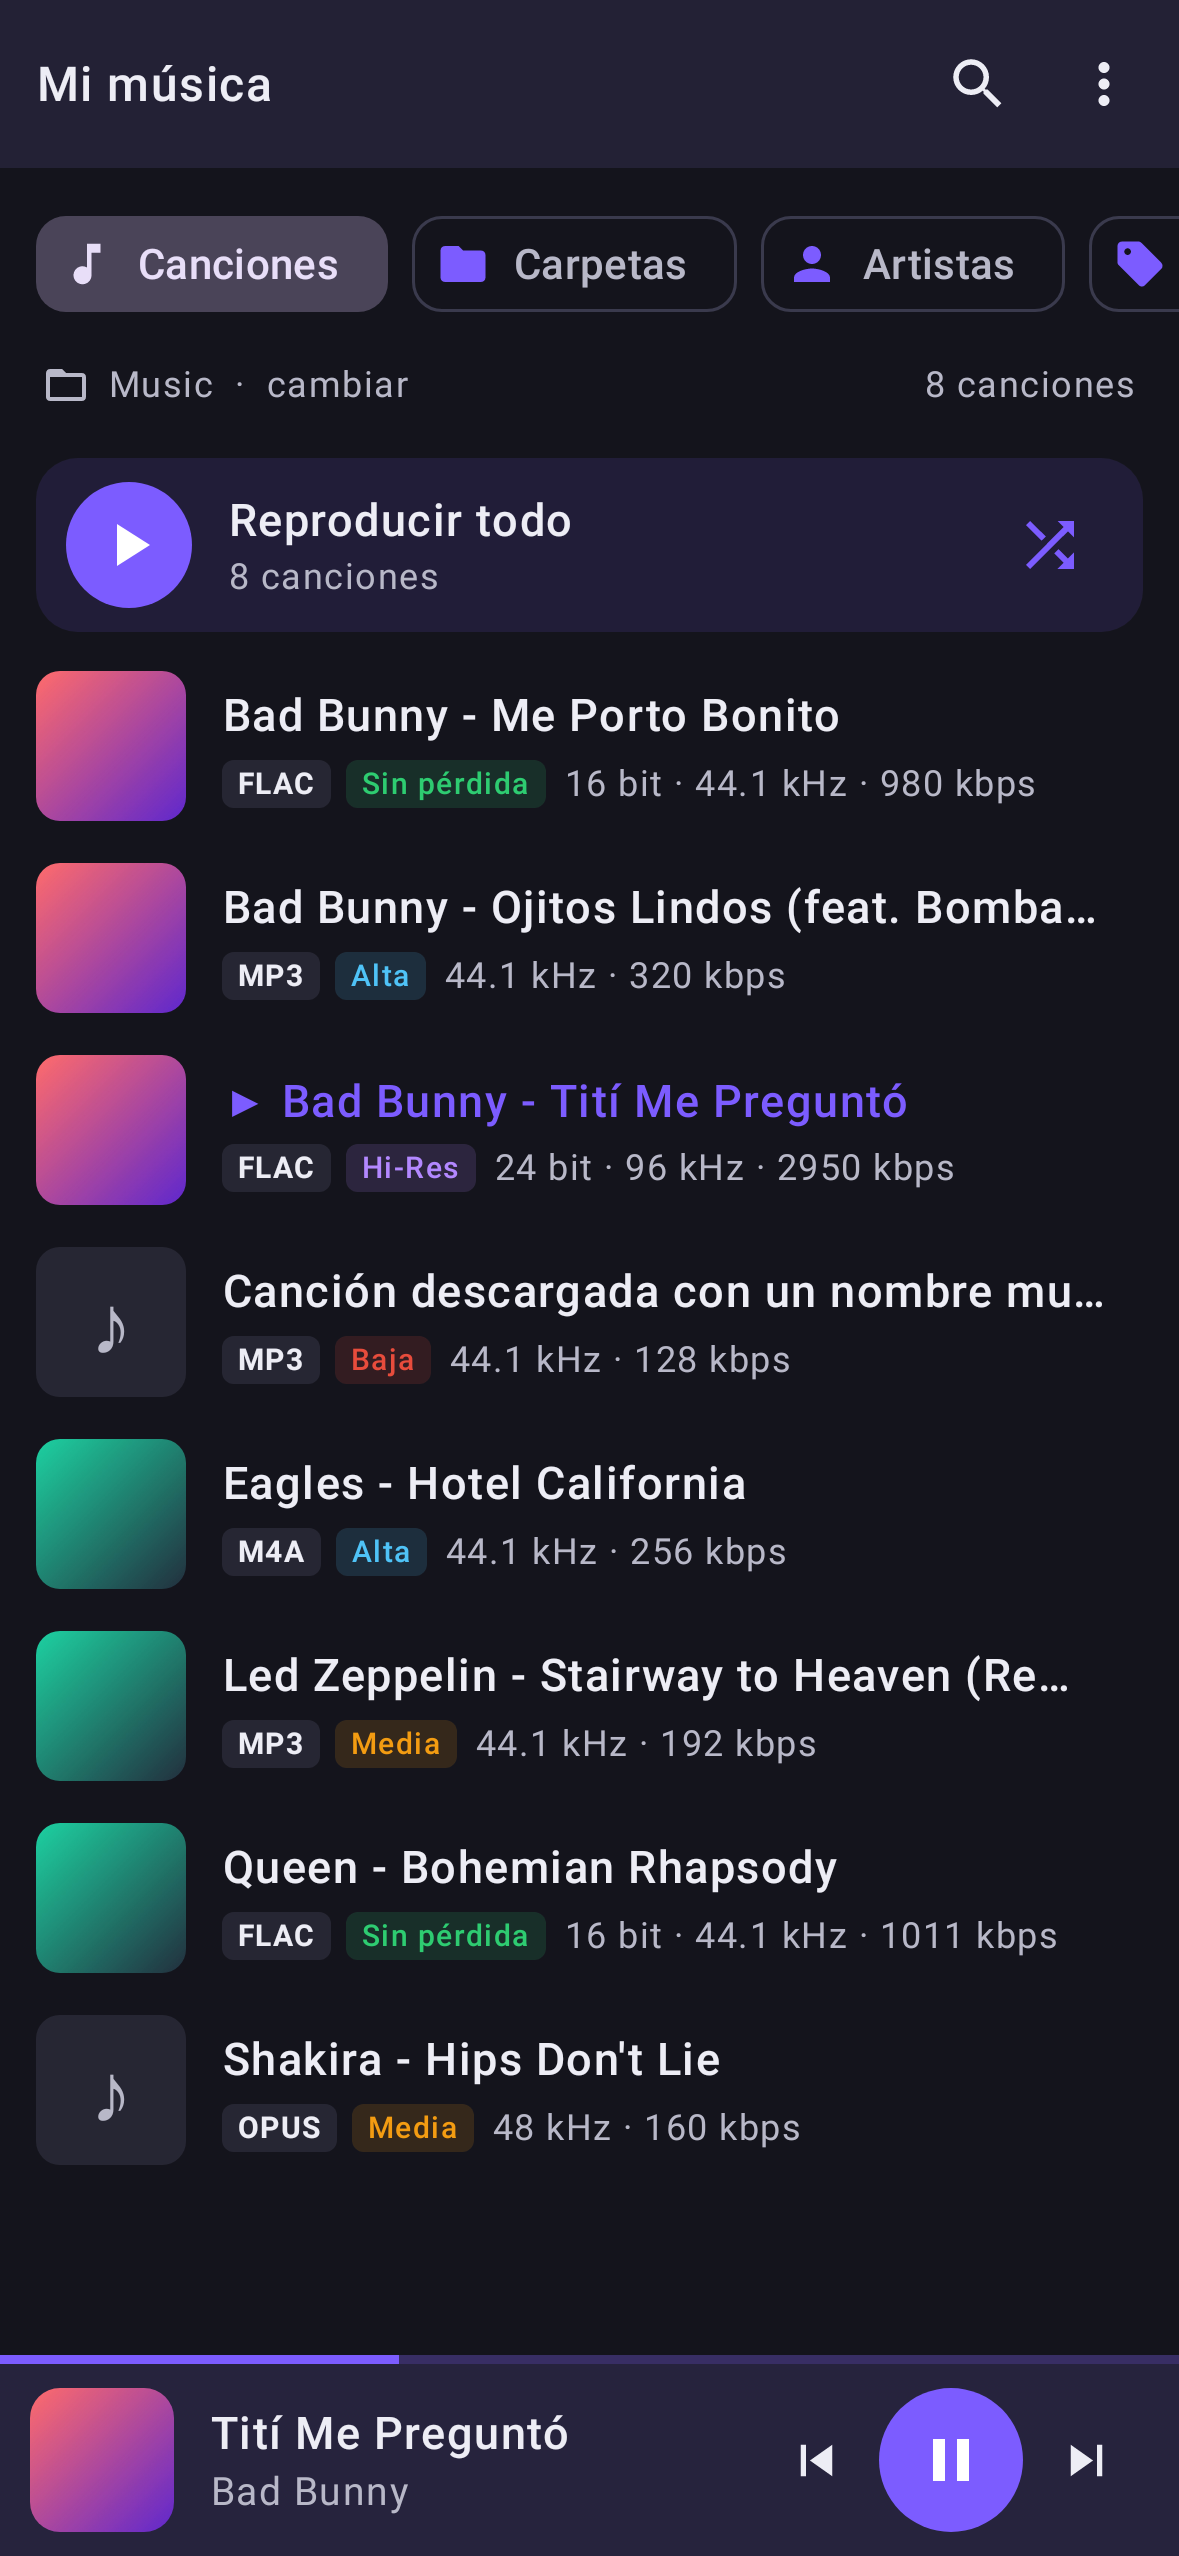 Mi música
Canciones Carpetas Artistas
Music · cambiar 8 canciones
Reproducir todo
8 canciones
Bad Bunny - Me Porto Bonito
FLAC Sin pérdida 16 bit · 44.1 kHz · 980 kbps
Bad Bunny - Ojitos Lindos (feat. Bomba…
MP3 Alta 44.1 kHz · 320 kbps
► Bad Bunny - Tití Me Preguntó
FLAC Hi-Res 24 bit · 96 kHz · 2950 kbps
Canción descargada con un nombre mu…
MP3 Baja 44.1 kHz · 128 kbps
Eagles - Hotel California
M4A Alta 44.1 kHz · 256 kbps
Led Zeppelin - Stairway to Heaven (Re…
MP3 Media 44.1 kHz · 192 kbps
Queen - Bohemian Rhapsody
FLAC Sin pérdida 16 bit · 44.1 kHz · 1011 kbps
Shakira - Hips Don't Lie
OPUS Media 48 kHz · 160 kbps
Tití Me Preguntó
Bad Bunny